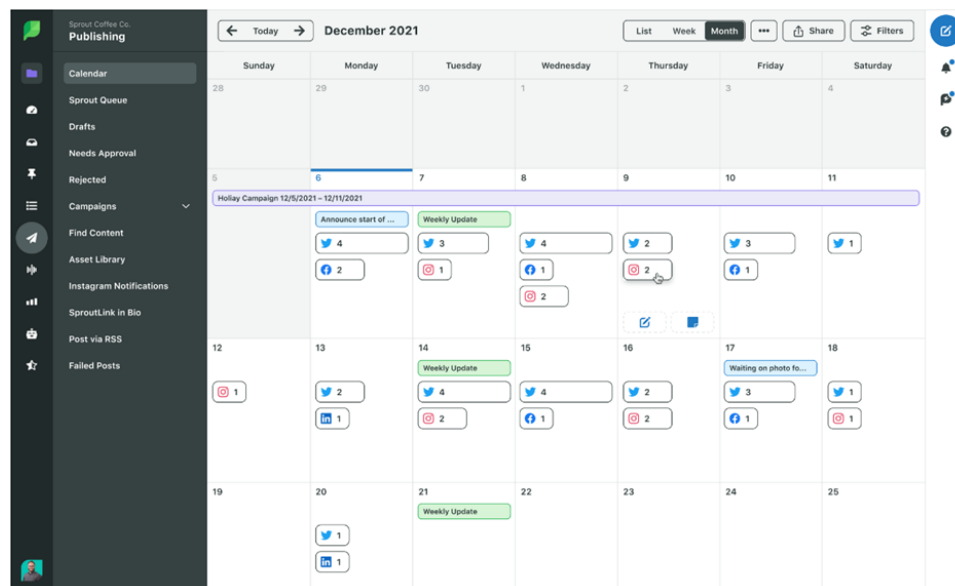 Sprout Coffee Co.
Publishing
Calendar
Sprout Queue
Drafts
Needs Approval
Rejected
Campaigns
Find Content
Asset Library
Instagram Notifications
SproutLink in Bio
Post via RSS
Failed Posts
Today December 2021 List Week Month Share Filters
Sunday Monday Tuesday Wednesday Thursday Friday Saturday
28 29 30 1 2 3 4
5 6 7 8 9 10 11
Holiay Campaign 12/5/2021 – 12/11/2021
Announce start of ... Weekly Update
4 3 4 2 3 1
2 1 1 2 1
2
12 13 14 15 16 17 18
Weekly Update Waiting on photo fo...
1 2 4 4 2 3 1
in 1 2 1 2 1 1
19 20 21 22 23 24 25
Weekly Update
1
in 1